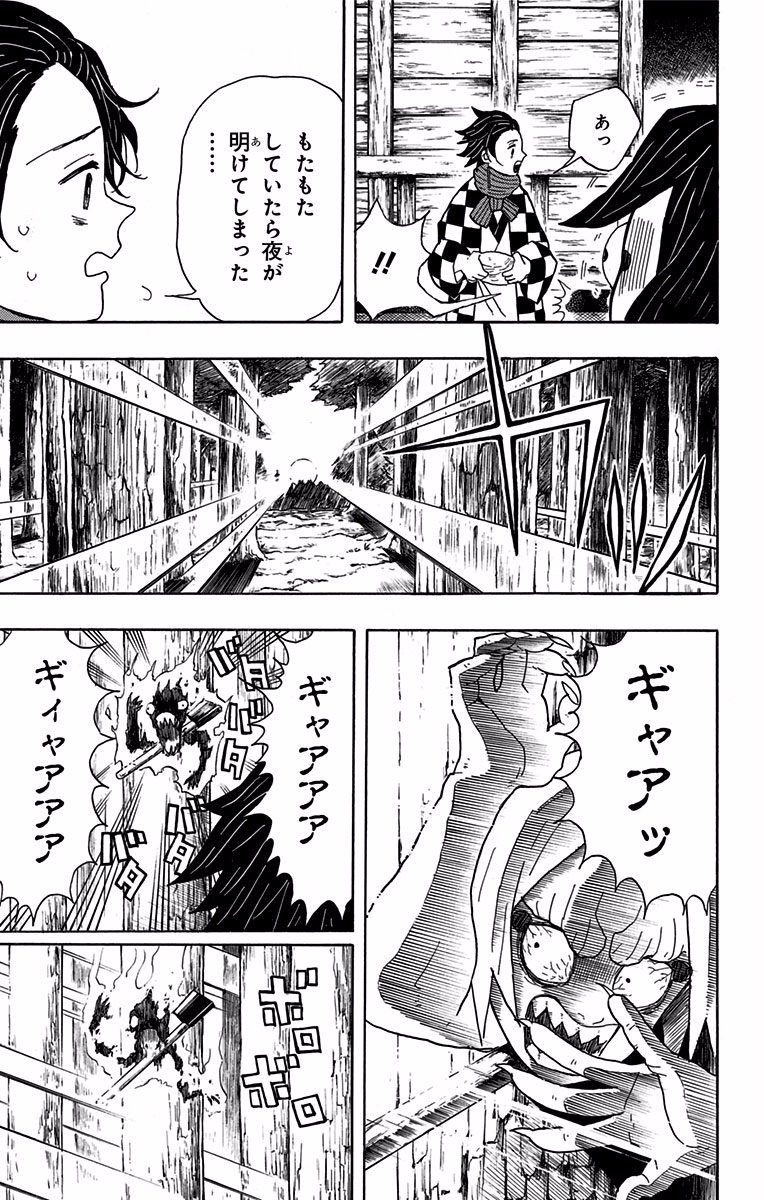 あっ
!!
もたもた
していたら夜が
明けてしまった
……
カ
ギャアアッ
ギャアアア
ギィャアアア
バタバタ
バタバタ
ボロ
ボロ